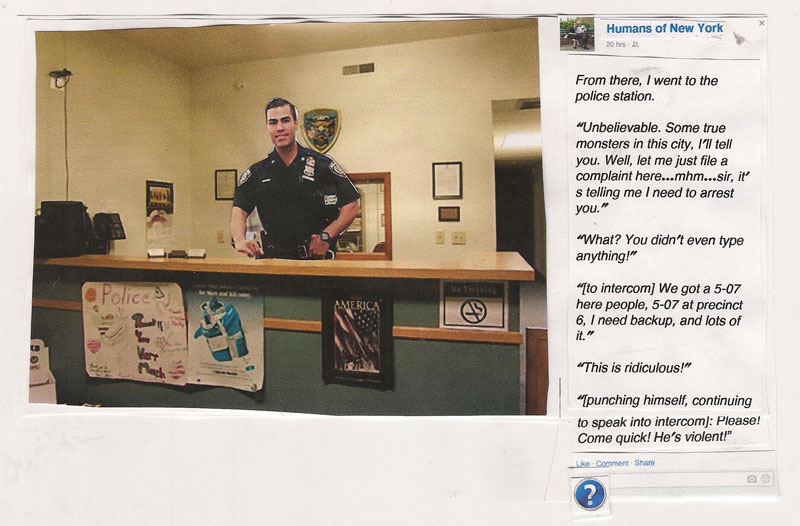 Humans of New York
20 hrs
From there, I went to the
police station.
“Unbelievable. Some true
monsters in this city, I’ll tell
you. Well, let me just file a
complaint here...mhm...sir, it’
s telling me I need to arrest
you.”
“What? You didn’t even type
anything!”
“[to intercom] We got a 5-07
here people, 5-07 at precinct
6, I need backup, and lots of
it.”
“This is ridiculous!”
“[punching himself, continuing
to speak into intercom]: Please!
Come quick! He’s violent!”
Like · Comment · Share
?
Police
Very
Much
AMERICA
No Smoking